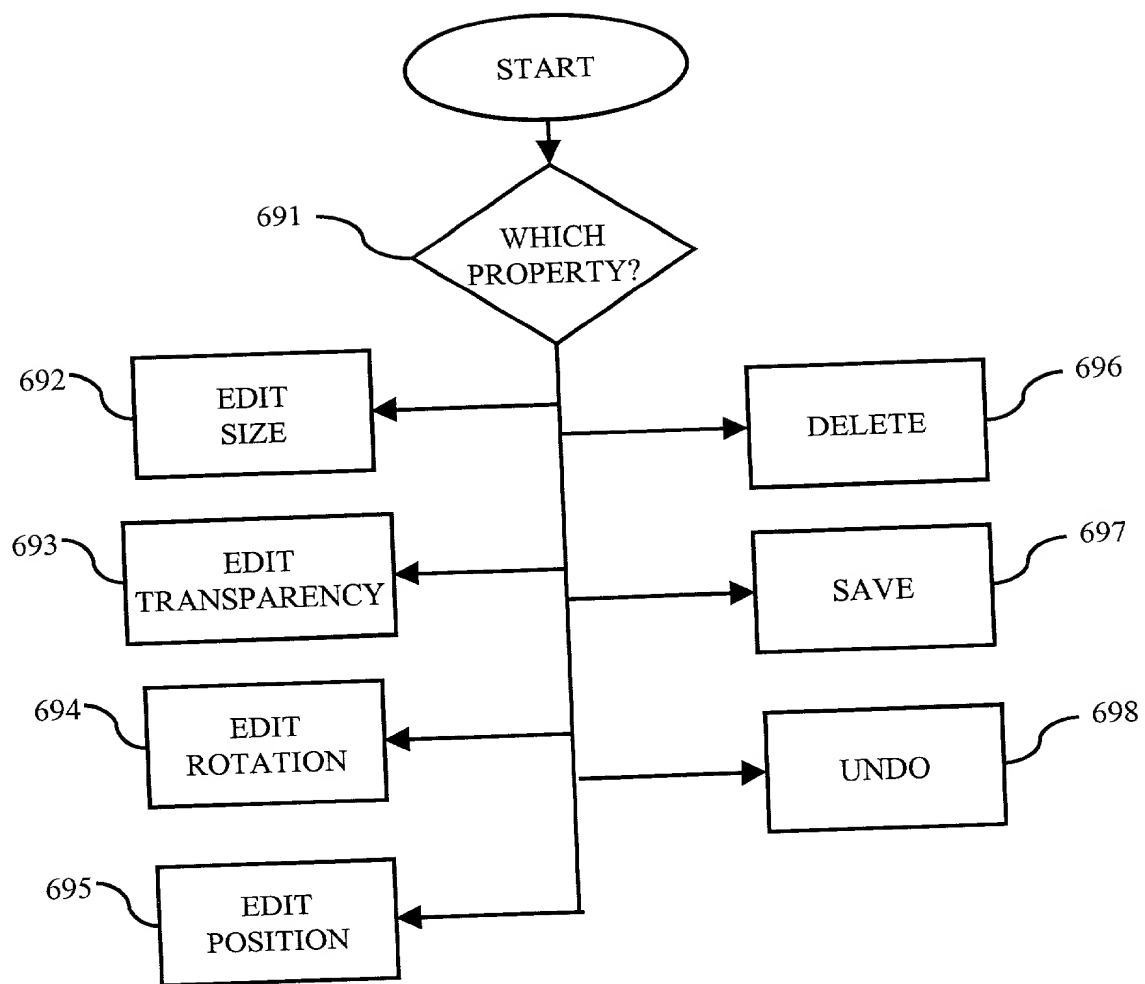 START
691
WHICH
PROPERTY?
692
EDIT
SIZE
696
DELETE
693
EDIT
TRANSPARENCY
697
SAVE
694
EDIT
ROTATION
698
UNDO
695
EDIT
POSITION